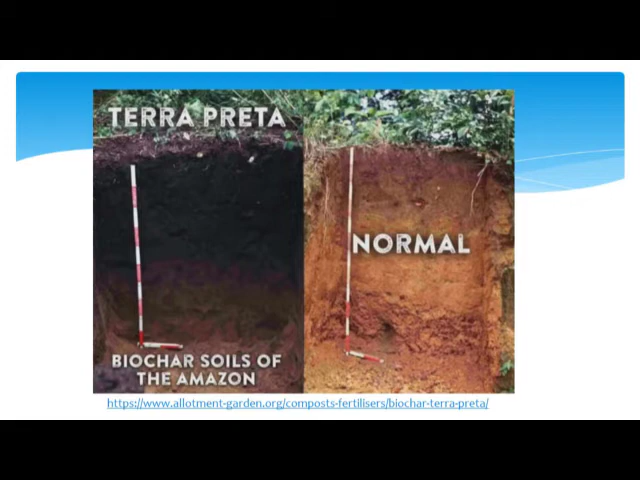 TERRA PRETA
NORMAL
BIOCHAR SOILS OF
THE AMAZON
https://www.allotment-garden.org/composts-fertilisers/biochar-terra-preta/